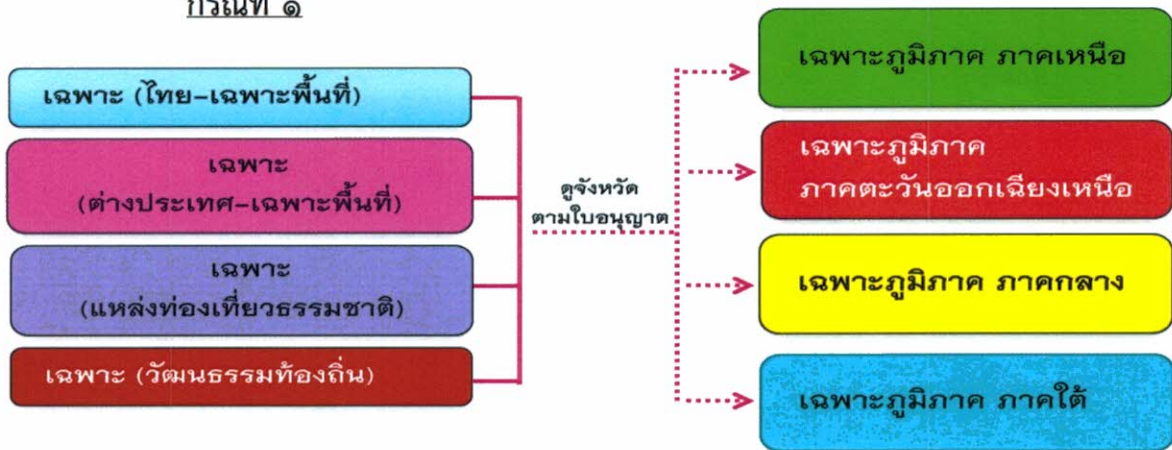 กรณีที่ ๑
เฉพาะ (ไทย-เฉพาะพื้นที่)
เฉพาะ
(ต่างประเทศ-เฉพาะพื้นที่)
เฉพาะ
(แหล่งท่องเที่ยวธรรมชาติ)
เฉพาะ (วัฒนธรรมท้องถิ่น)
ดูจังหวัด
ตามใบอนุญาต
เฉพาะภูมิภาค ภาคเหนือ
เฉพาะภูมิภาค
ภาคตะวันออกเฉียงเหนือ
เฉพาะภูมิภาค ภาคกลาง
เฉพาะภูมิภาค ภาคใต้